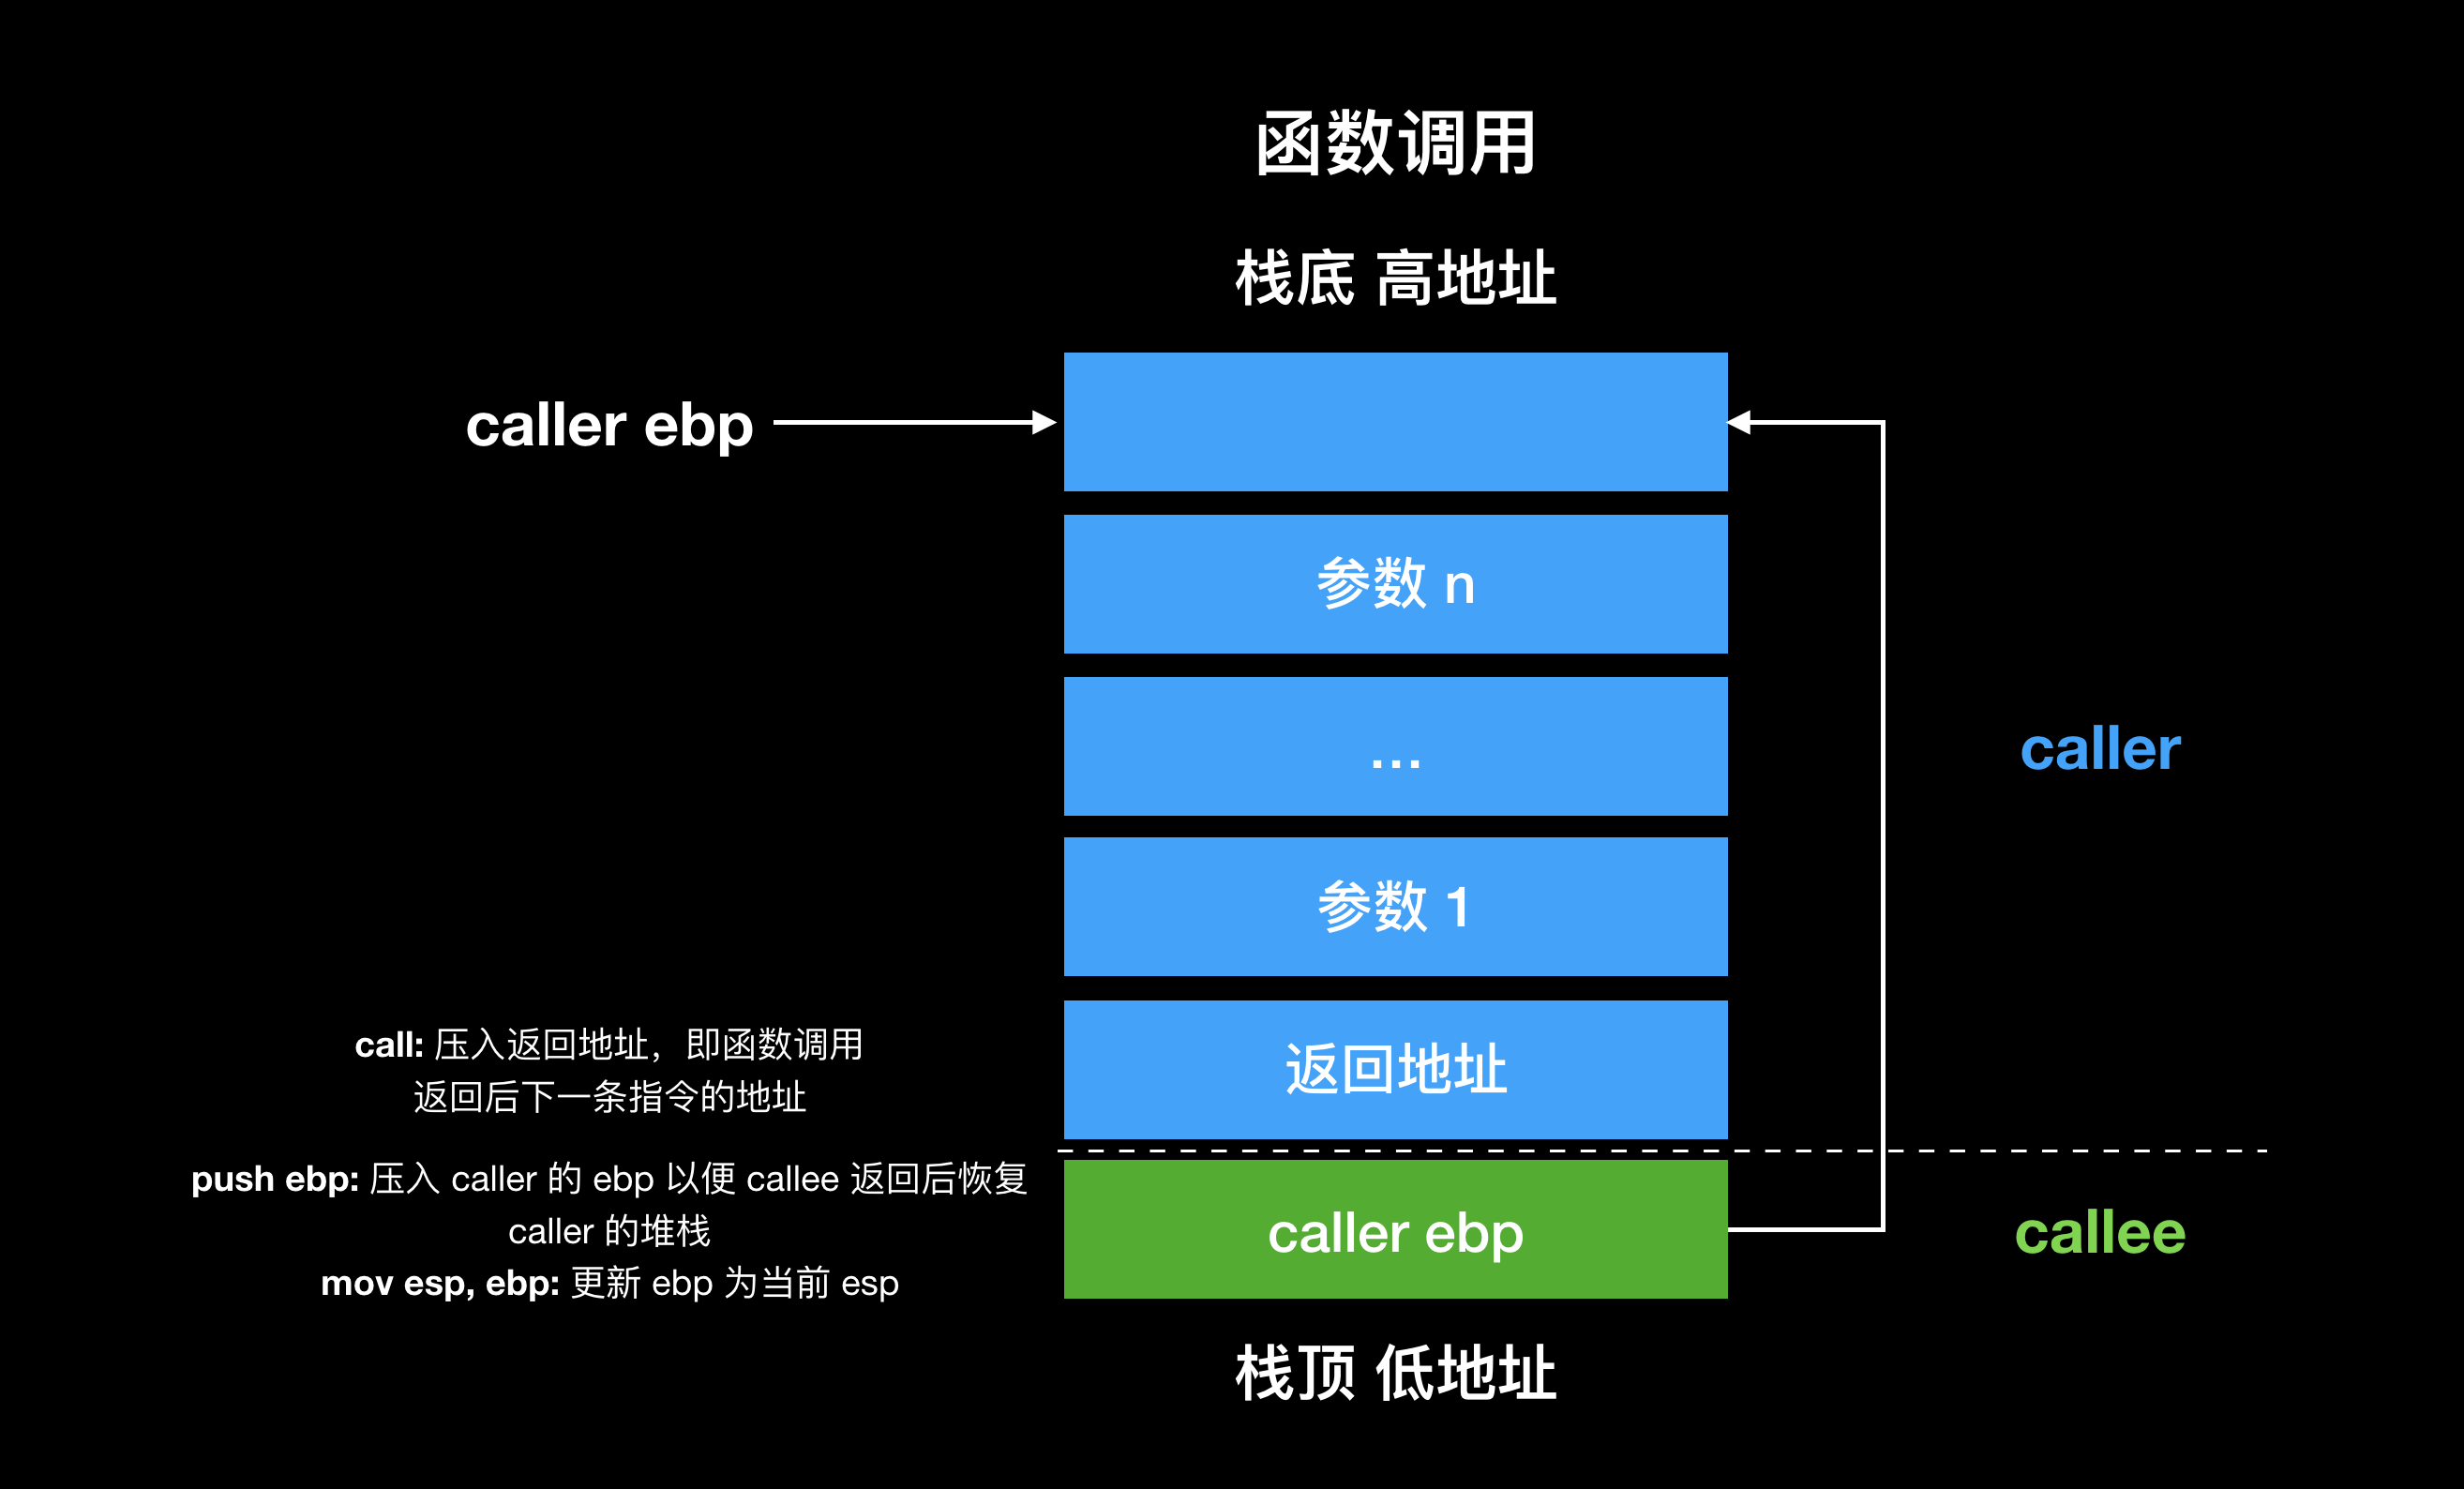 函数调用
栈底 高地址
caller ebp
参数 n
...
caller
参数 1
返回地址
call: 压入返回地址，即函数调用
返回后下一条指令的地址
push ebp: 压入 caller 的 ebp 以便 callee 返回后恢复
caller 的堆栈
mov esp, ebp: 更新 ebp 为当前 esp
caller ebp
callee
栈顶 低地址